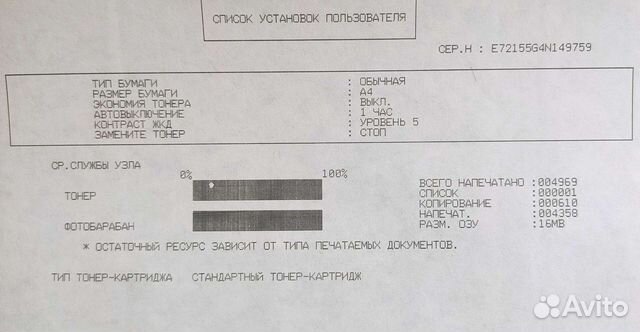 СПИСОК УСТАНОВОК ПОЛЬЗОВАТЕЛЯ
СЕР.Н : E72155G4N149759
ТИП БУМАГИ : ОБЫЧНАЯ
РАЗМЕР БУМАГИ : A4
ЭКОНОМИЯ ТОНЕРА : ВЫКЛ.
АВТОВЫКЛЮЧЕНИЕ : 1 ЧАС
КОНТРАСТ ЖКД : УРОВЕНЬ 5
ЗАМЕНИТЕ ТОНЕР : СТОП
СР.СЛУЖБЫ УЗЛА
0% 100%
ТОНЕР
ФОТОБАРАБАН
ВСЕГО НАПЕЧАТАНО :004969
СПИСОК :000001
КОПИРОВАНИЕ :000610
НАПЕЧАТ. :004358
РАЗМ. ОЗУ :16MB
* ОСТАТОЧНЫЙ РЕСУРС ЗАВИСИТ ОТ ТИПА ПЕЧАТАЕМЫХ ДОКУМЕНТОВ.
ТИП ТОНЕР-КАРТРИДЖА СТАНДАРТНЫЙ ТОНЕР-КАРТРИДЖ
Avito